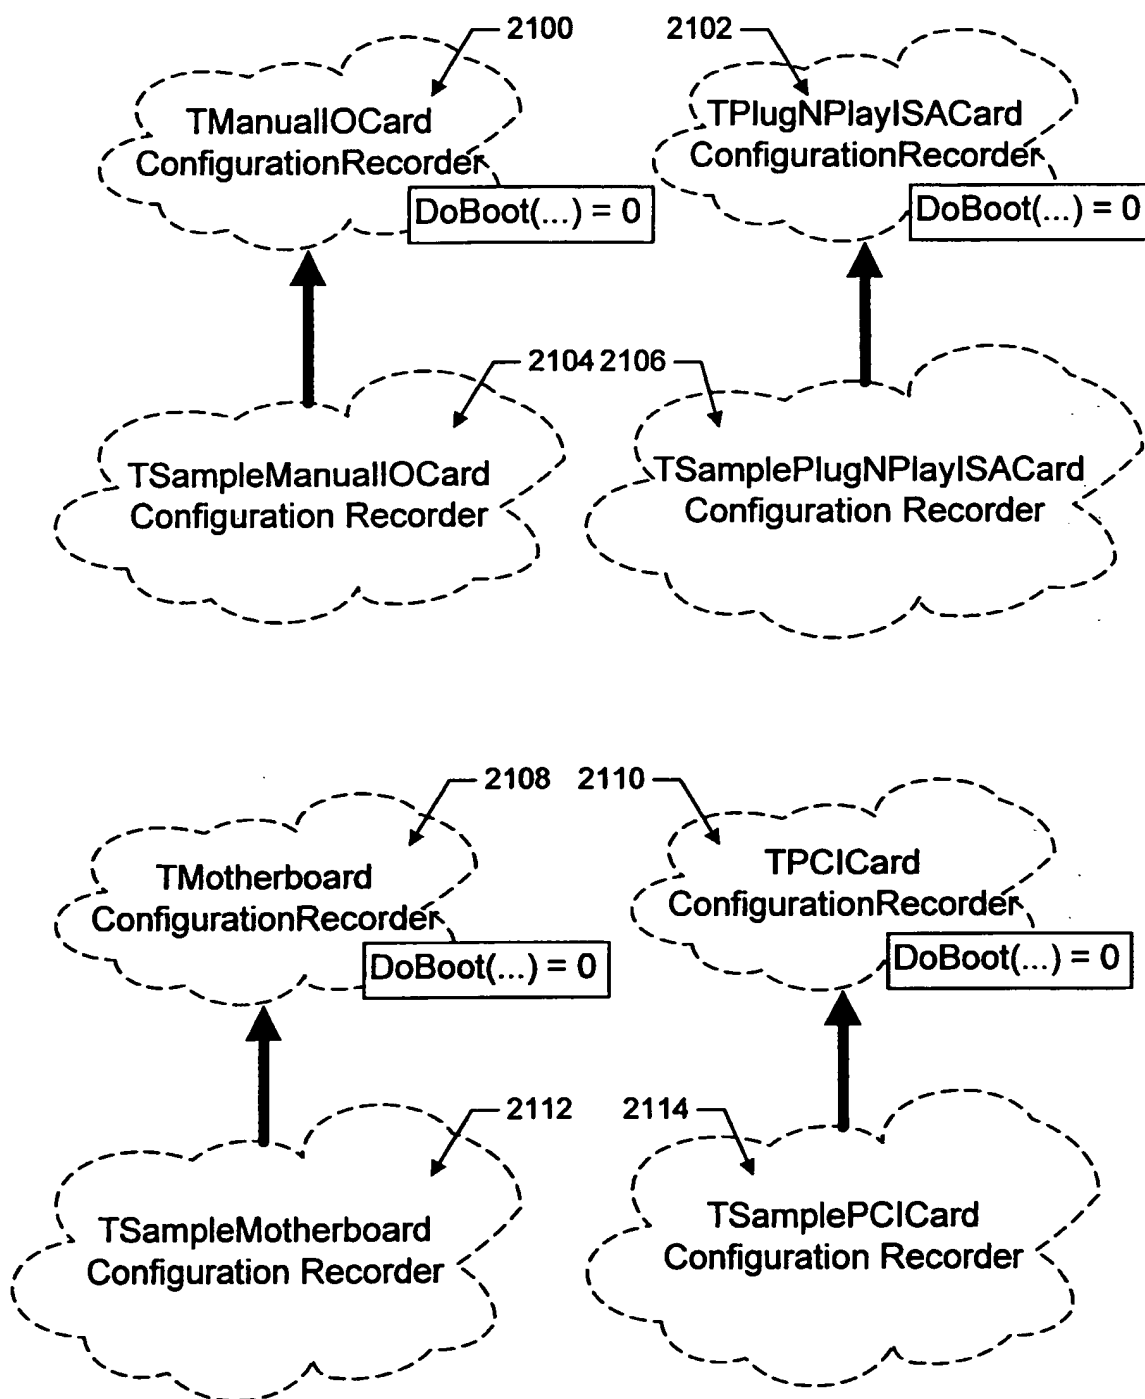 2100
2102
TManualIOCard
ConfigurationRecorder
DoBoot(...) = 0
TPlugNPlayISACard
ConfigurationRecorder
DoBoot(...) = 0
2104
2106
TSampleManualIOCard
Configuration Recorder
TSamplePlugNPlayISACard
Configuration Recorder
2108
2110
TMotherboard
ConfigurationRecorder
DoBoot(...) = 0
TPCICard
ConfigurationRecorder
DoBoot(...) = 0
2112
2114
TSampleMotherboard
Configuration Recorder
TSamplePCICard
Configuration Recorder